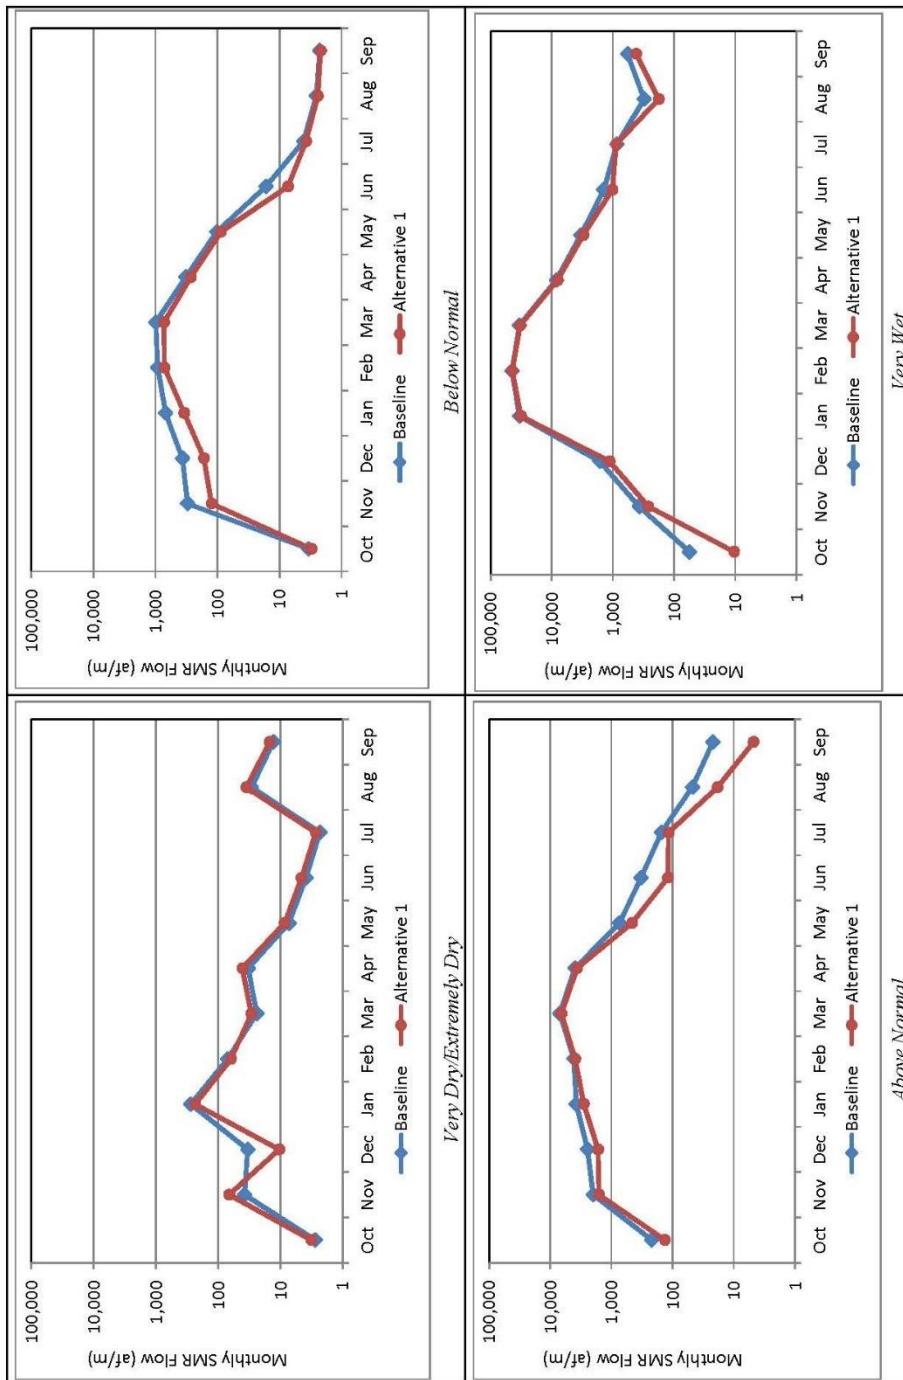 100,000
10,000
1,000
100
10
1
Monthly SMR Flow (af/m)
Oct Nov Dec Jan Feb Mar Apr May Jun Jul Aug Sep
Baseline Alternative 1
Very Dry/Extremely Dry
100,000
10,000
1,000
100
10
1
Monthly SMR Flow (af/m)
Oct Nov Dec Jan Feb Mar Apr May Jun Jul Aug Sep
Baseline Alternative 1
Below Normal
100,000
10,000
1,000
100
10
1
Monthly SMR Flow (af/m)
Oct Nov Dec Jan Feb Mar Apr May Jun Jul Aug Sep
Baseline Alternative 1
Above Normal
100,000
10,000
1,000
100
10
1
Monthly SMR Flow (af/m)
Oct Nov Dec Jan Feb Mar Apr May Jun Jul Aug Sep
Baseline Alternative 1
Very Wet